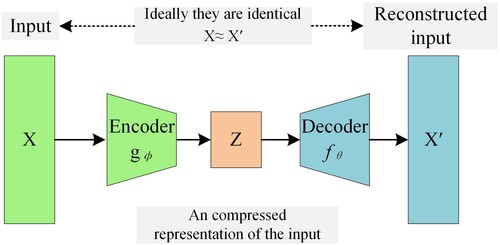 Input
Ideally they are identical
X≈ X′
Reconstructed
input
X
Encoder
g ϕ
Z
Decoder
f θ
X′
An compressed
representation of the input